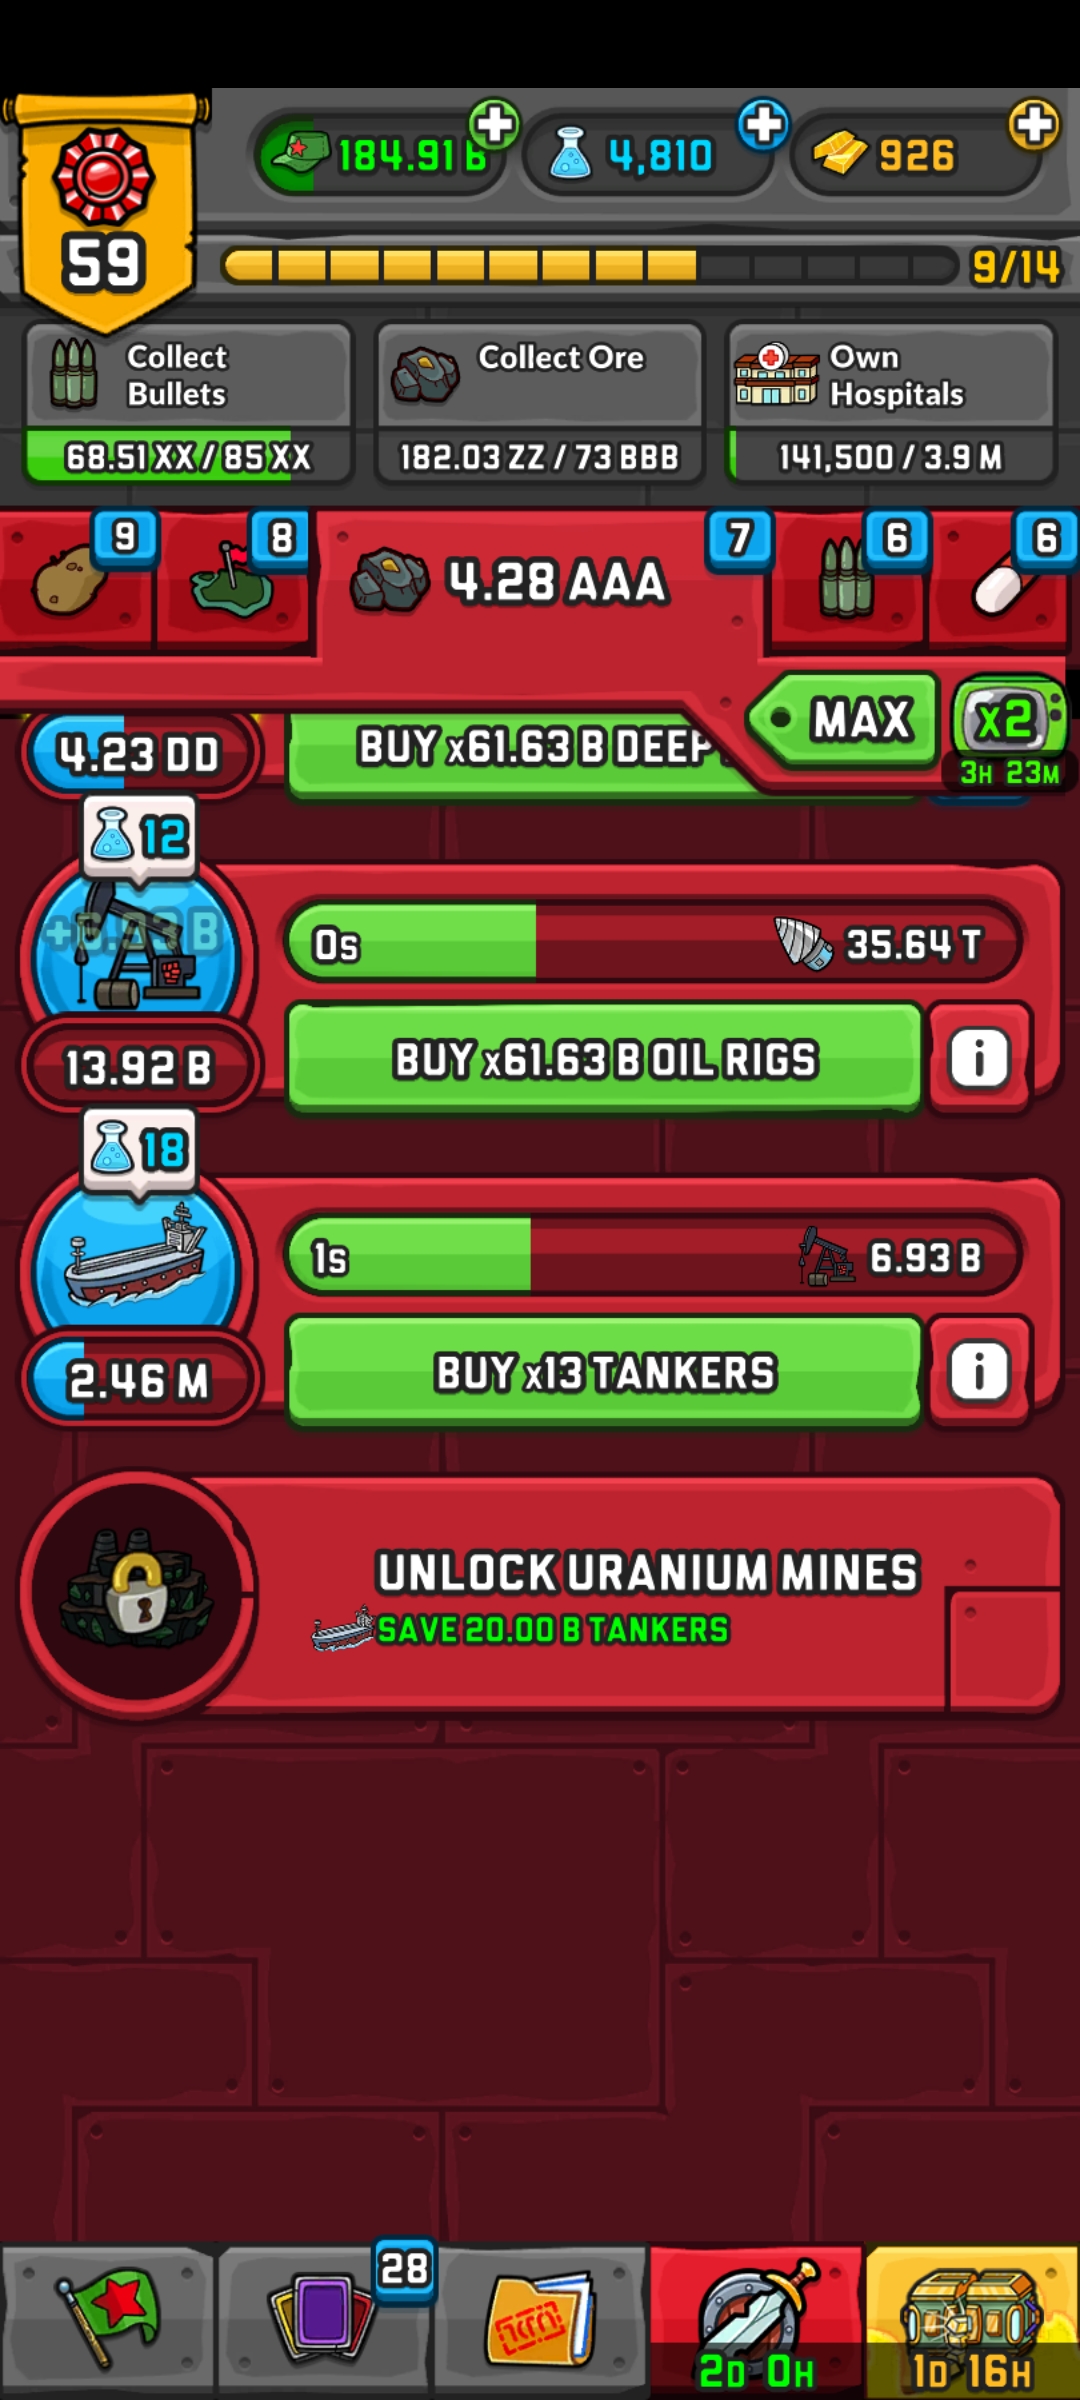 184.91 B
4,810
926
59
9/14
Collect
Bullets
68.51 XX / 85 XX
Collect Ore
182.03 ZZ / 73 BBB
Own
Hospitals
141,500 / 3.9 M
9
8
4.28 AAA
7
6
6
MAX
x2
3H 23M
4.23 DD
BUY x61.63 B DEEP
12
0s
35.64 T
13.92 B
BUY x61.63 B OIL RIGS
i
18
1s
6.93 B
2.46 M
BUY x13 TANKERS
i
UNLOCK URANIUM MINES
SAVE 20.00 B TANKERS
28
2D 0H
1D 16H